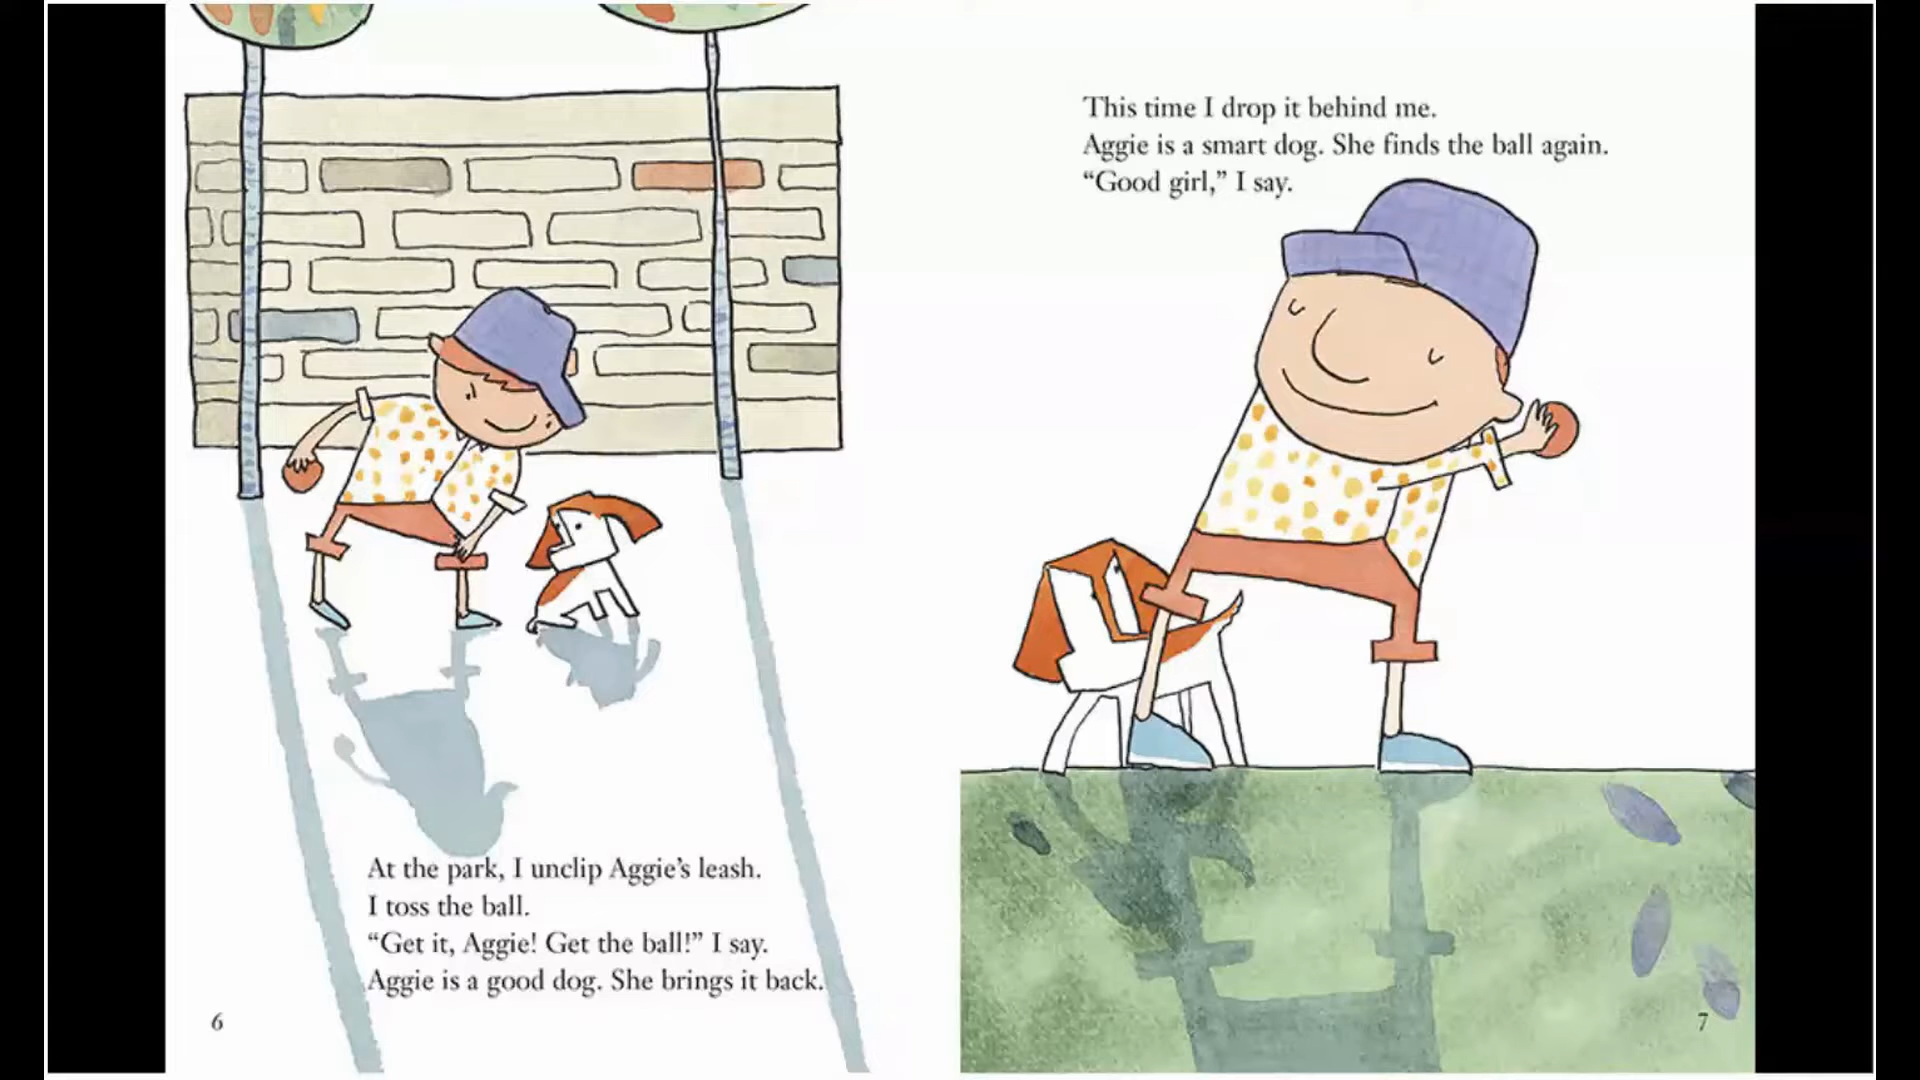 At the park, I unclip Aggie’s leash.
I toss the ball.
“Get it, Aggie! Get the ball!” I say.
Aggie is a good dog. She brings it back.
6
This time I drop it behind me.
Aggie is a smart dog. She finds the ball again.
“Good girl,” I say.
7